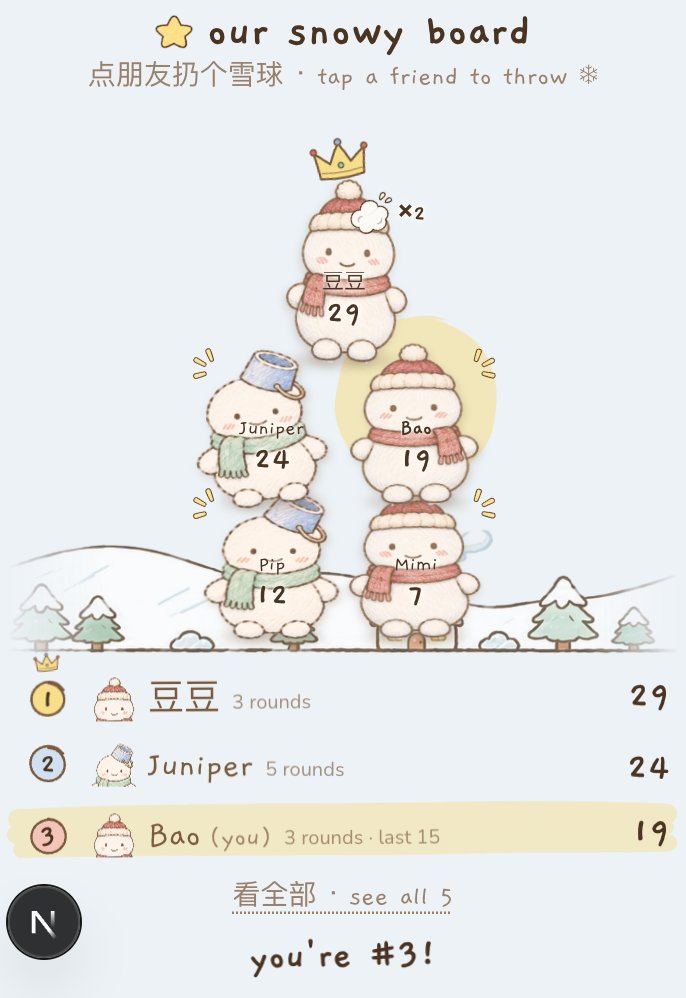 our snowy board
点朋友扔个雪球 · tap a friend to throw ❄
×2
豆豆
29
Juniper
24
Bao
19
Pip
12
Mimi
7
1 豆豆 3 rounds 29
2 Juniper 5 rounds 24
3 Bao (you) 3 rounds · last 15 19
看全部 · see all 5
N
you're #3!